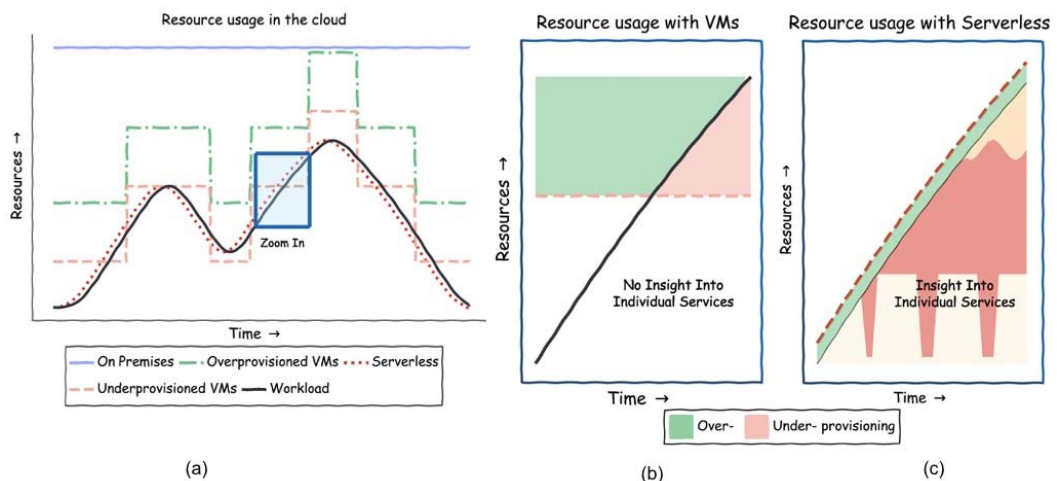 Resource usage in the cloud
Resources →
Zoom In
Time →
On Premises
Overprovisioned VMs
Serverless
Underprovisioned VMs
Workload
(a)
Resource usage with VMs
Resources →
No Insight Into
Individual Services
Time →
(b)
Resource usage with Serverless
Resources →
Insight Into
Individual Services
Time →
(c)
Over-
Under- provisioning